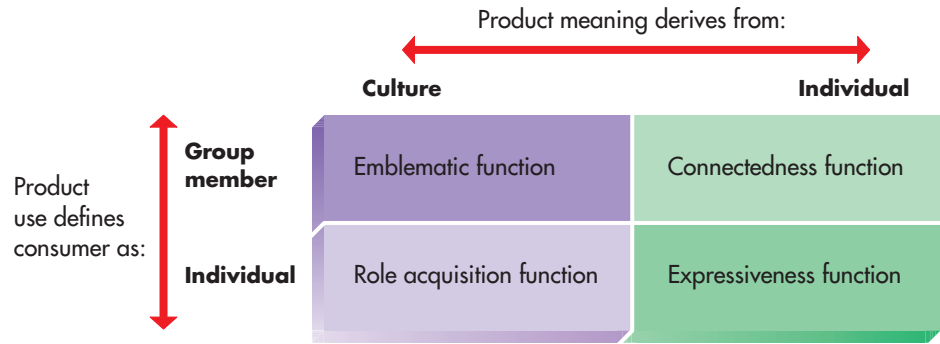 Product meaning derives from:
Culture
Individual
Group
member
Emblematic function
Connectedness function
Product
use defines
consumer as:
Individual
Role acquisition function
Expressiveness function